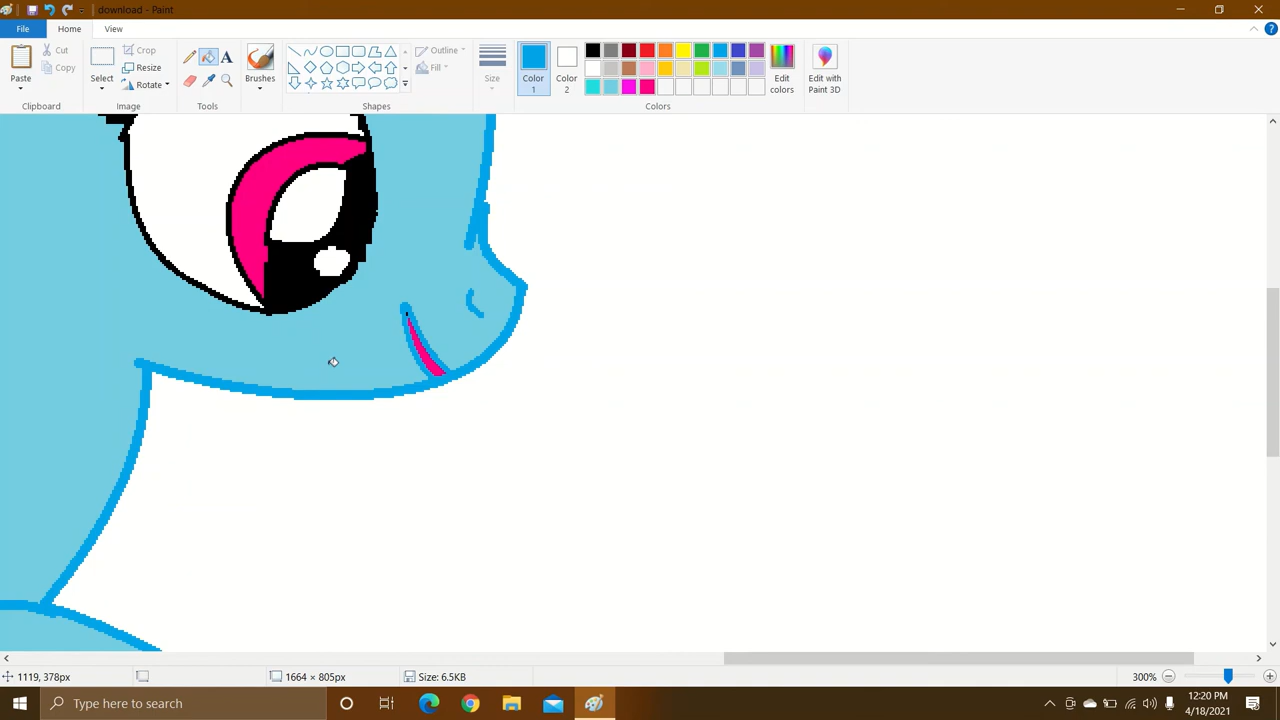 download - Paint
File
Home
View
Paste
Cut
Copy
Clipboard
Select
Crop
Resize
Rotate
Image
Tools
Brushes
Shapes
Outline
Fill
Size
Color 1
Color 2
Colors
Edit colors
Edit with Paint 3D
1119, 378px
1664 × 805px
Size: 6.5KB
300%
Type here to search
12:20 PM
4/18/2021